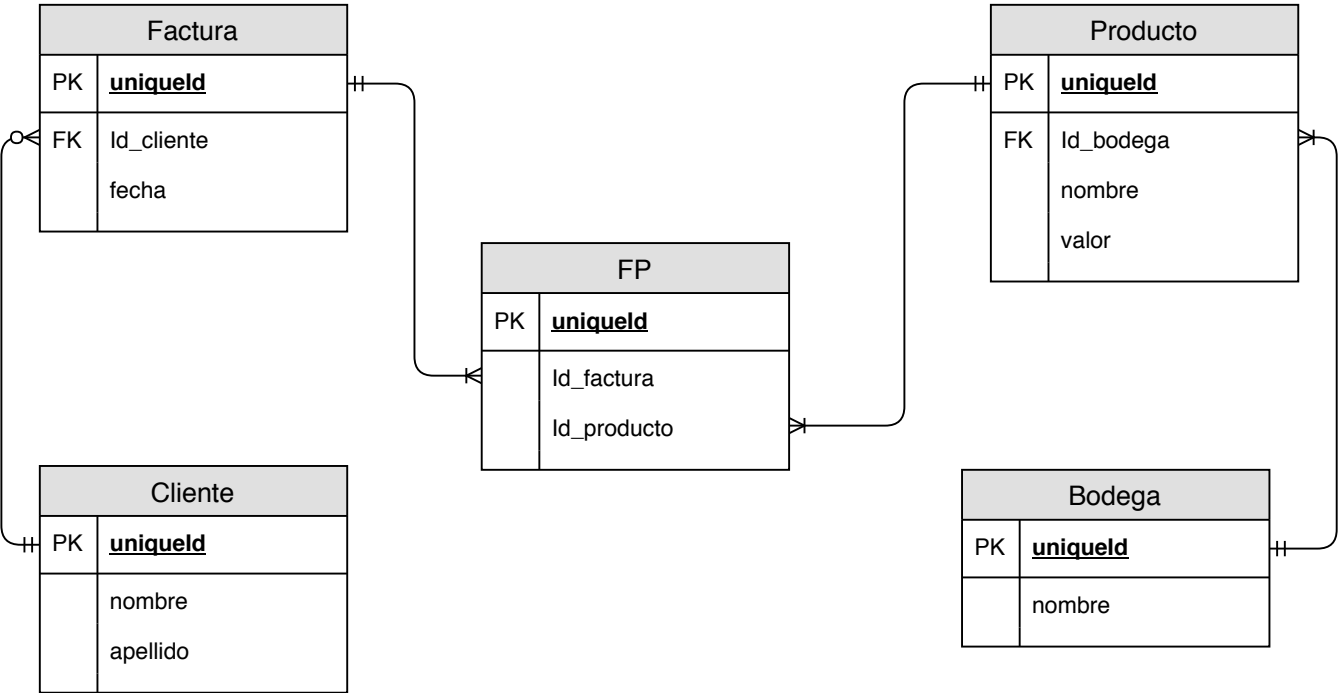 Factura
PK uniqueId
FK Id_cliente
fecha
Producto
PK uniqueId
FK Id_bodega
nombre
valor
FP
PK uniqueId
Id_factura
Id_producto
Cliente
PK uniqueId
nombre
apellido
Bodega
PK uniqueId
nombre